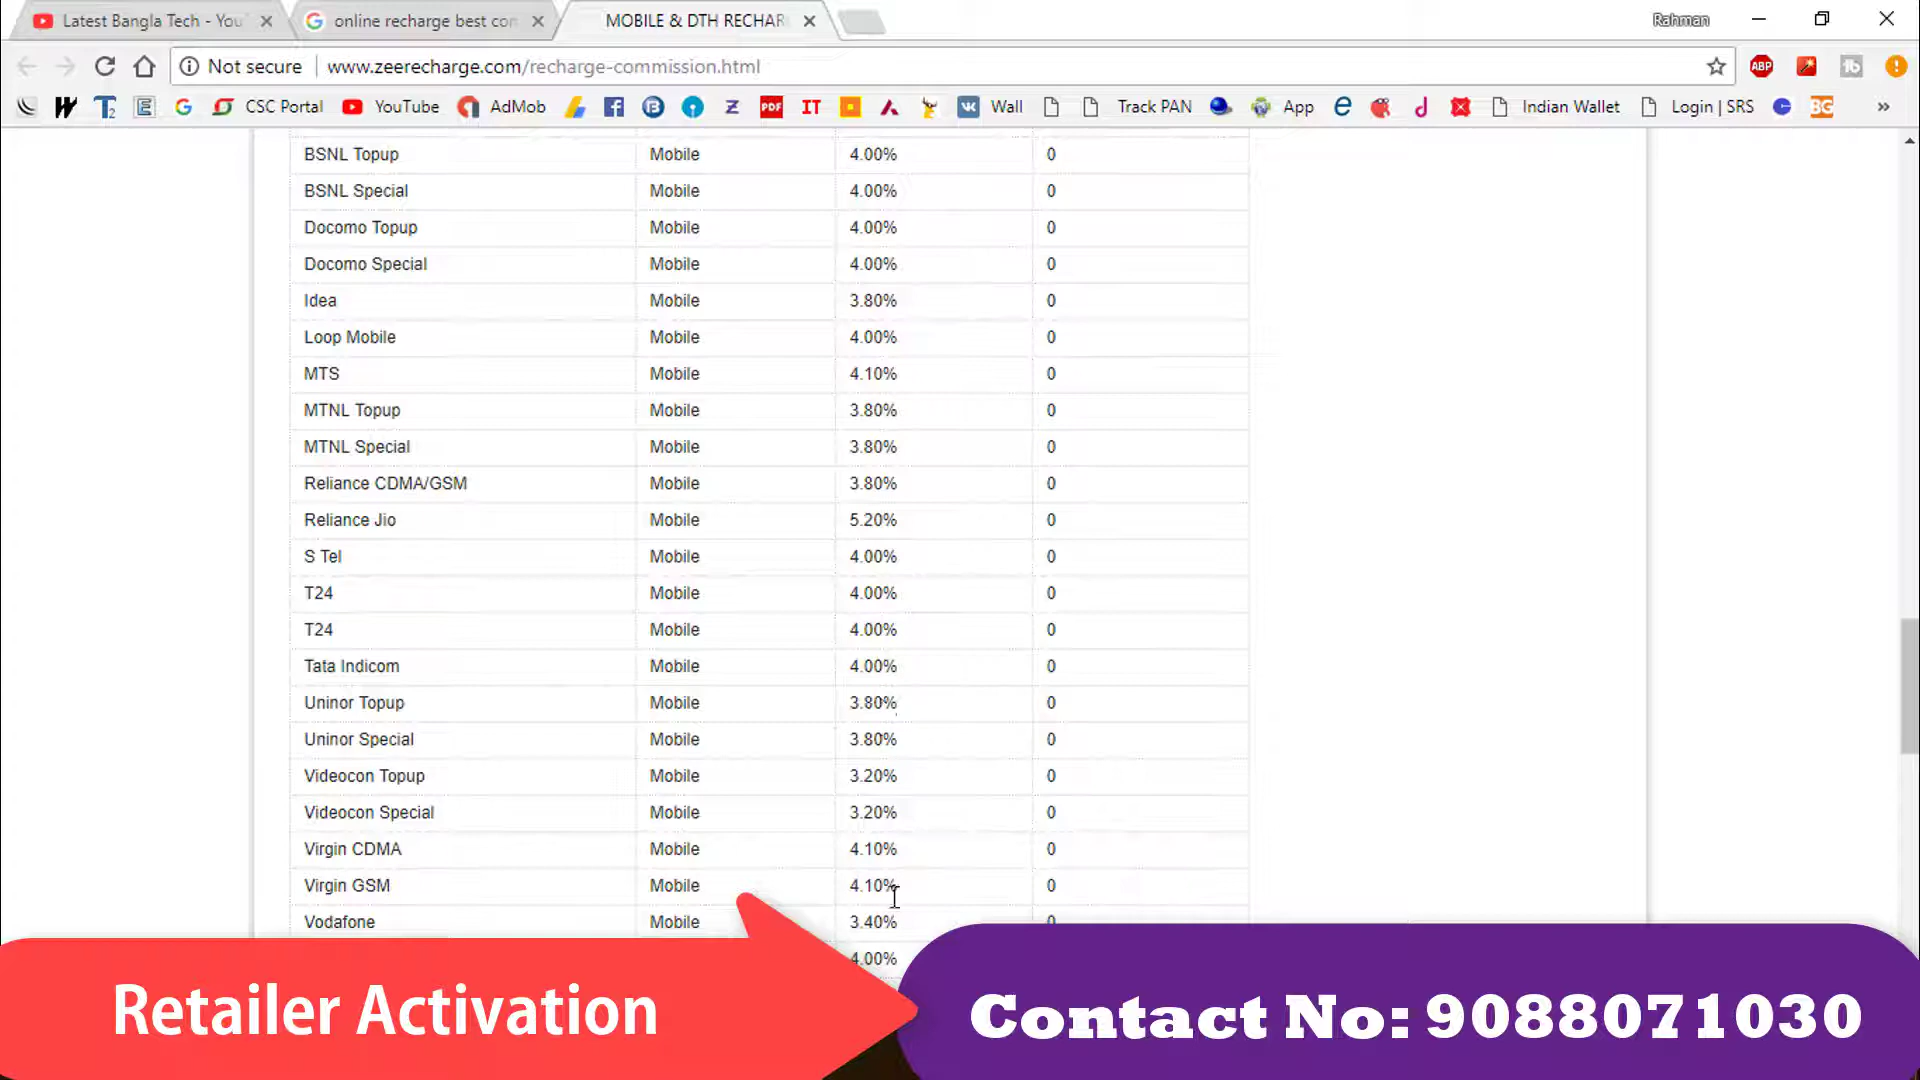 Latest Bangla Tech - You
online recharge best com
MOBILE & DTH RECHAR
Rahman
Not secure
www.zeerecharge.com/recharge-commission.html
ABP
CSC Portal
YouTube
AdMob
PDF
IT
Wall
Track PAN
App
Indian Wallet
Login | SRS
BG
BSNL Topup Mobile 4.00% 0
BSNL Special Mobile 4.00% 0
Docomo Topup Mobile 4.00% 0
Docomo Special Mobile 4.00% 0
Idea Mobile 3.80% 0
Loop Mobile Mobile 4.00% 0
MTS Mobile 4.10% 0
MTNL Topup Mobile 3.80% 0
MTNL Special Mobile 3.80% 0
Reliance CDMA/GSM Mobile 3.80% 0
Reliance Jio Mobile 5.20% 0
S Tel Mobile 4.00% 0
T24 Mobile 4.00% 0
T24 Mobile 4.00% 0
Tata Indicom Mobile 4.00% 0
Uninor Topup Mobile 3.80% 0
Uninor Special Mobile 3.80% 0
Videocon Topup Mobile 3.20% 0
Videocon Special Mobile 3.20% 0
Virgin CDMA Mobile 4.10% 0
Virgin GSM Mobile 4.10% 0
Vodafone Mobile 3.40% 0
4.00%
Retailer Activation
Contact No: 9088071030